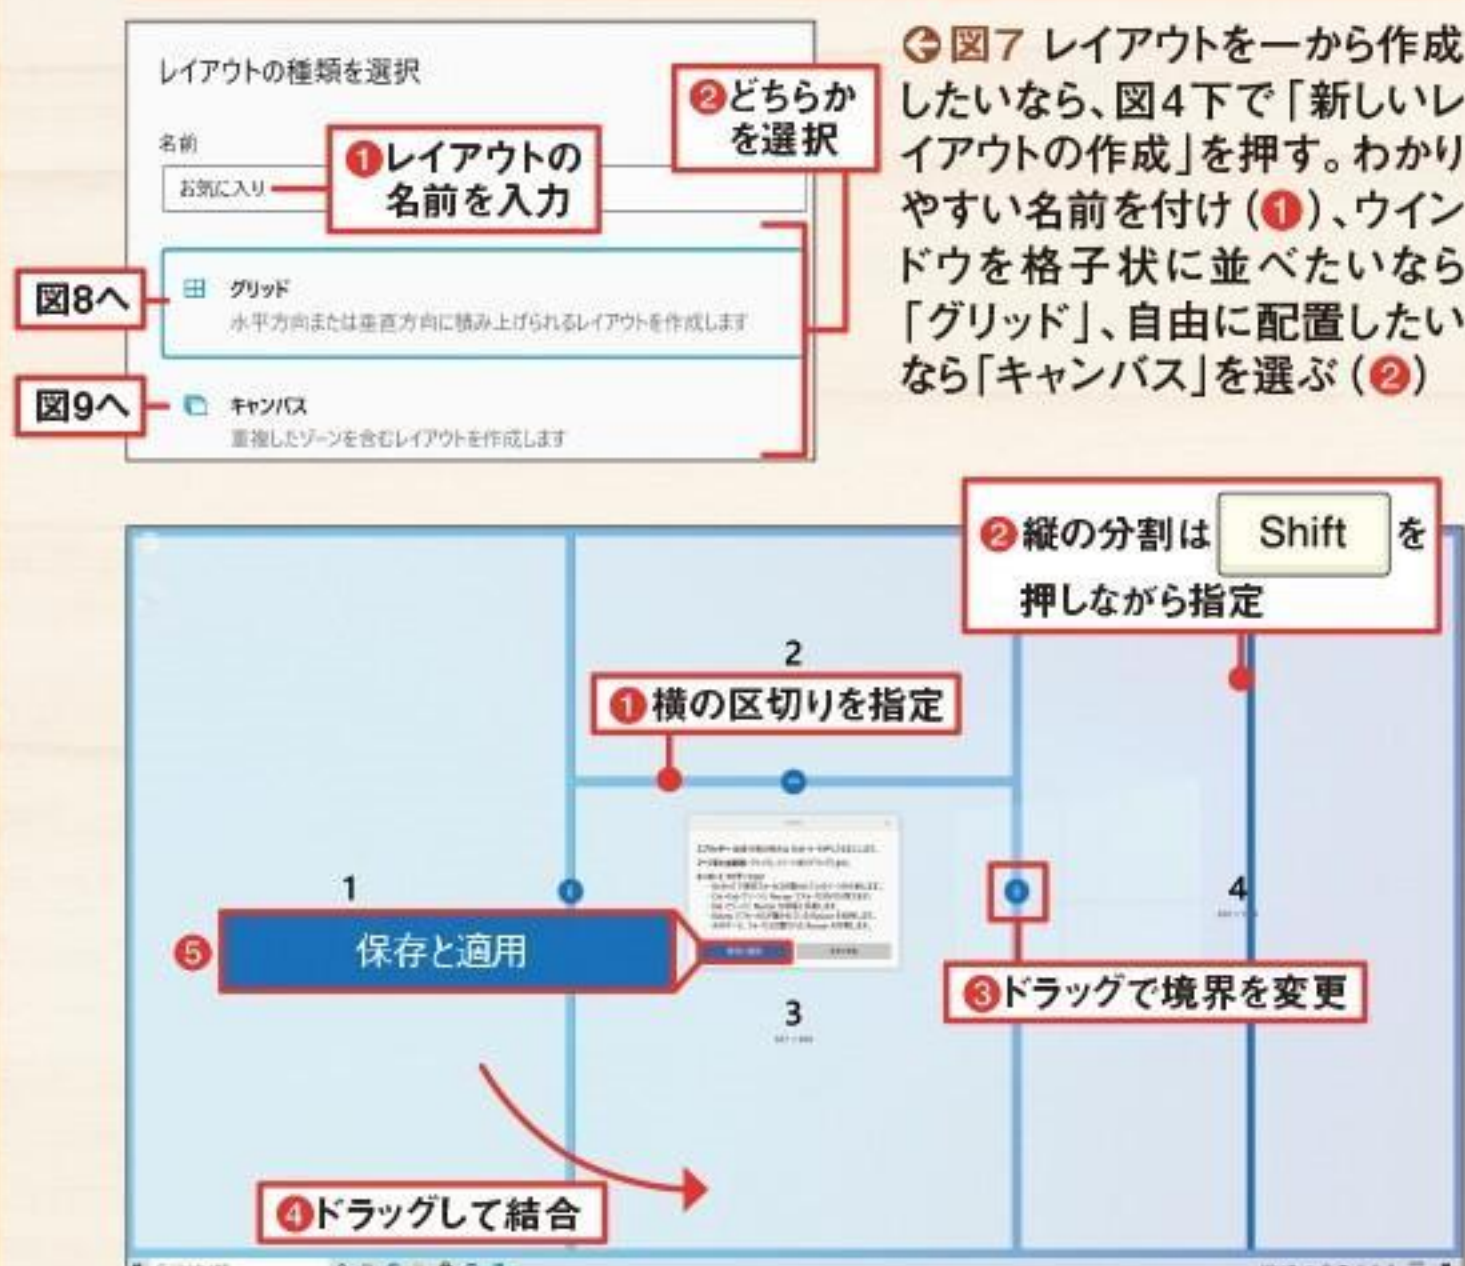 レイアウトの種類を選択
名前
お気に入り
❶レイアウトの
名前を入力
❷どちらか
を選択
図8へ
グリッド
水平方向または垂直方向に積み上げられるレイアウトを作成します
図9へ
キャンバス
重複したゾーンを含むレイアウトを作成します
図7 レイアウトを一から作成
したいなら、図4下で「新しいレ
イアウトの作成」を押す。わかり
やすい名前を付け(❶)、ウイン
ドウを格子状に並べたいなら
「グリッド」、自由に配置したい
なら「キャンバス」を選ぶ(❷)
❷縦の分割は Shift を
押しながら指定
2
❶横の区切りを指定
1
4
❺ 保存と適用
❸ドラッグで境界を変更
3
❹ドラッグして結合